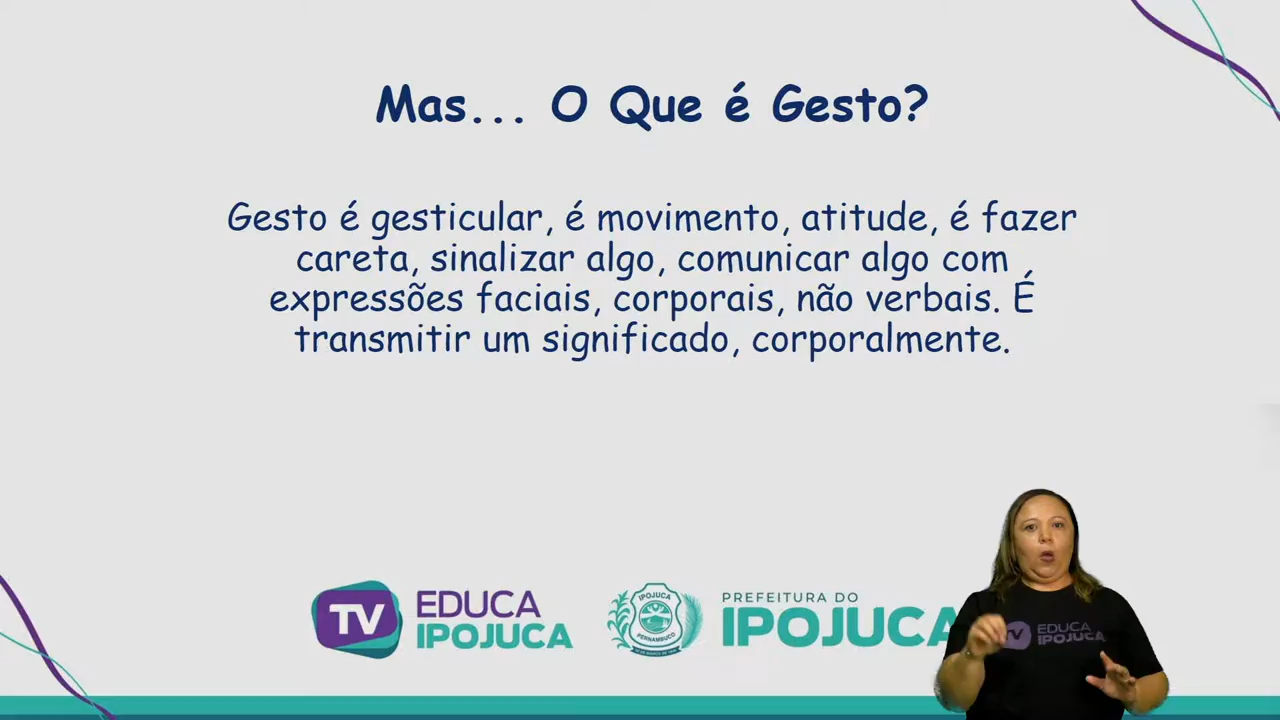 Mas... O Que é Gesto?
Gesto é gesticular, é movimento, atitude, é fazer
careta, sinalizar algo, comunicar algo com
expressões faciais, corporais, não verbais. É
transmitir um significado, corporalmente.
TV
EDUCA
IPOJUCA
IPOJUCA
PERNAMBUCO
PREFEITURA DO
IPOJUCA
TV
EDUCA
IPOJUCA